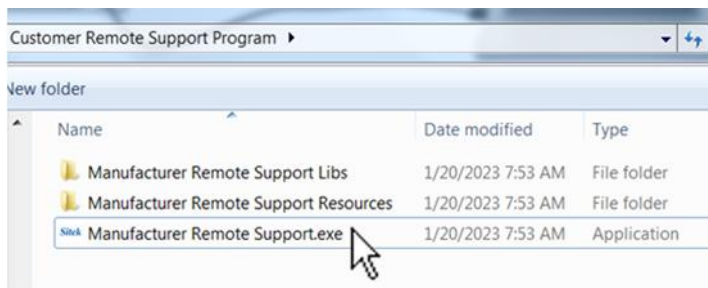 Customer Remote Support Program
New folder
Name Date modified Type
Manufacturer Remote Support Libs 1/20/2023 7:53 AM File folder
Manufacturer Remote Support Resources 1/20/2023 7:53 AM File folder
Sitek Manufacturer Remote Support.exe 1/20/2023 7:53 AM Application